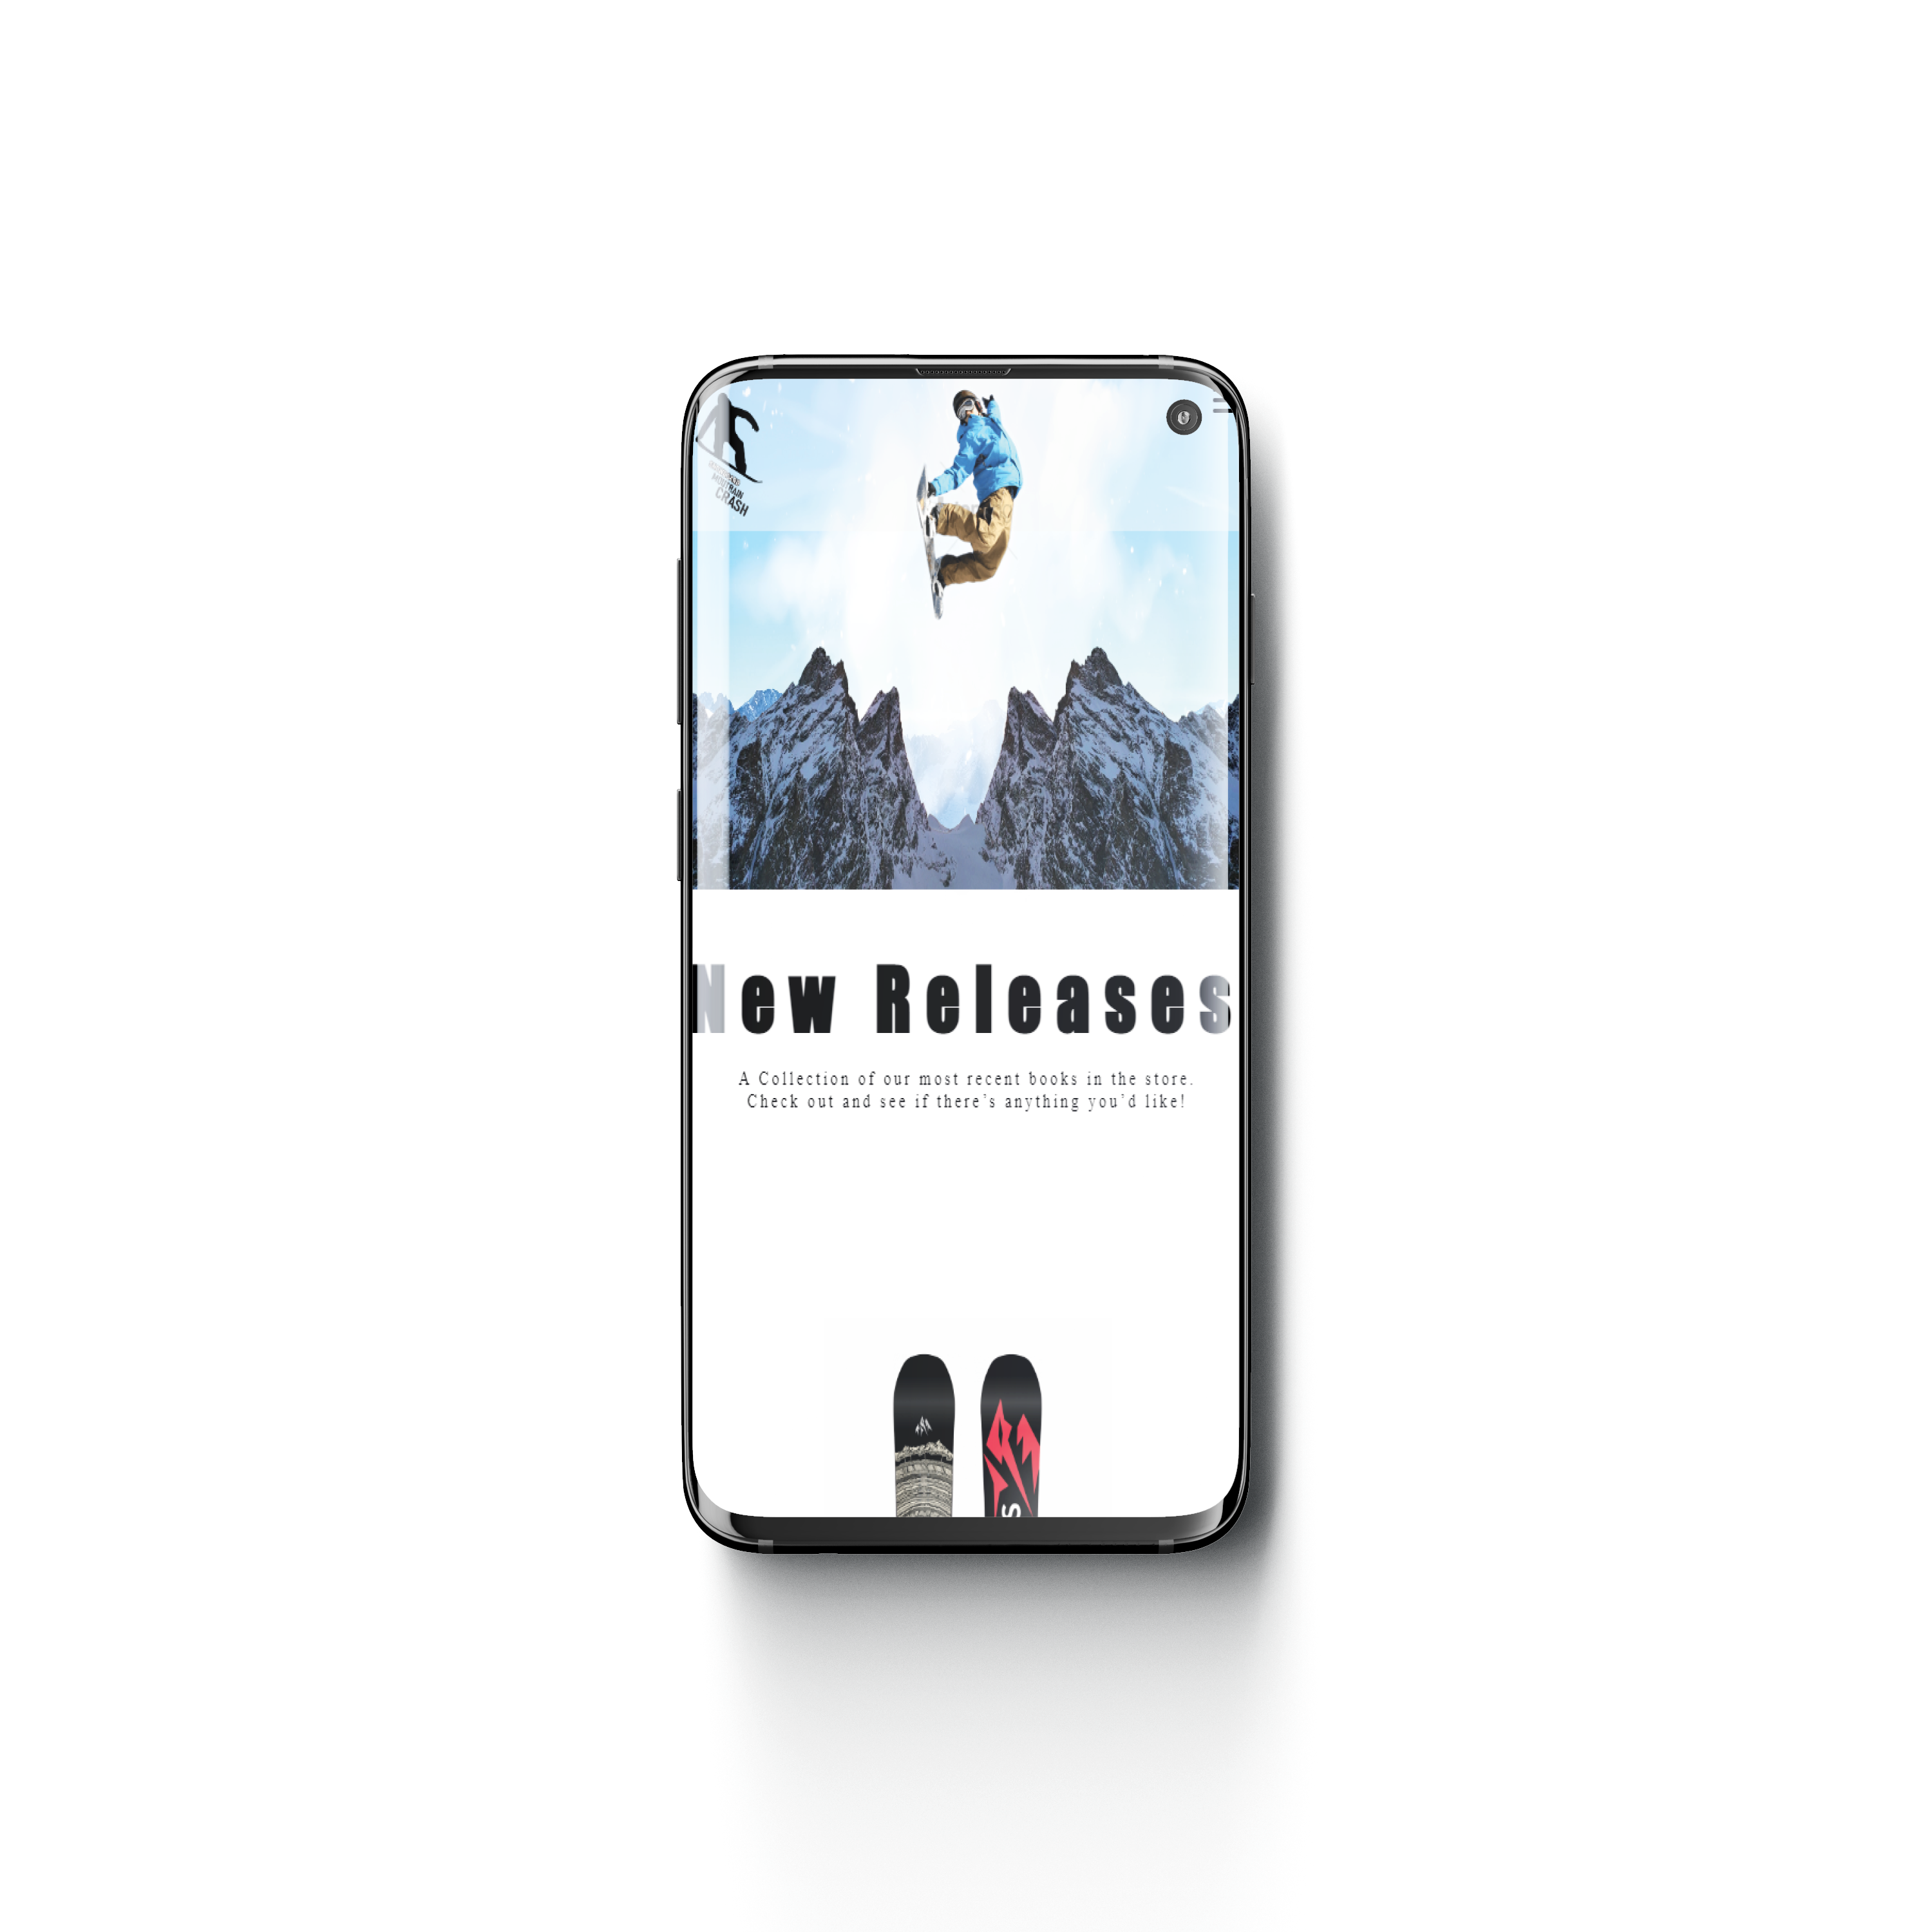 MOUNTAIN
CRASH
New Releases
A Collection of our most recent books in the store.
Check out and see if there’s anything you’d like!
S